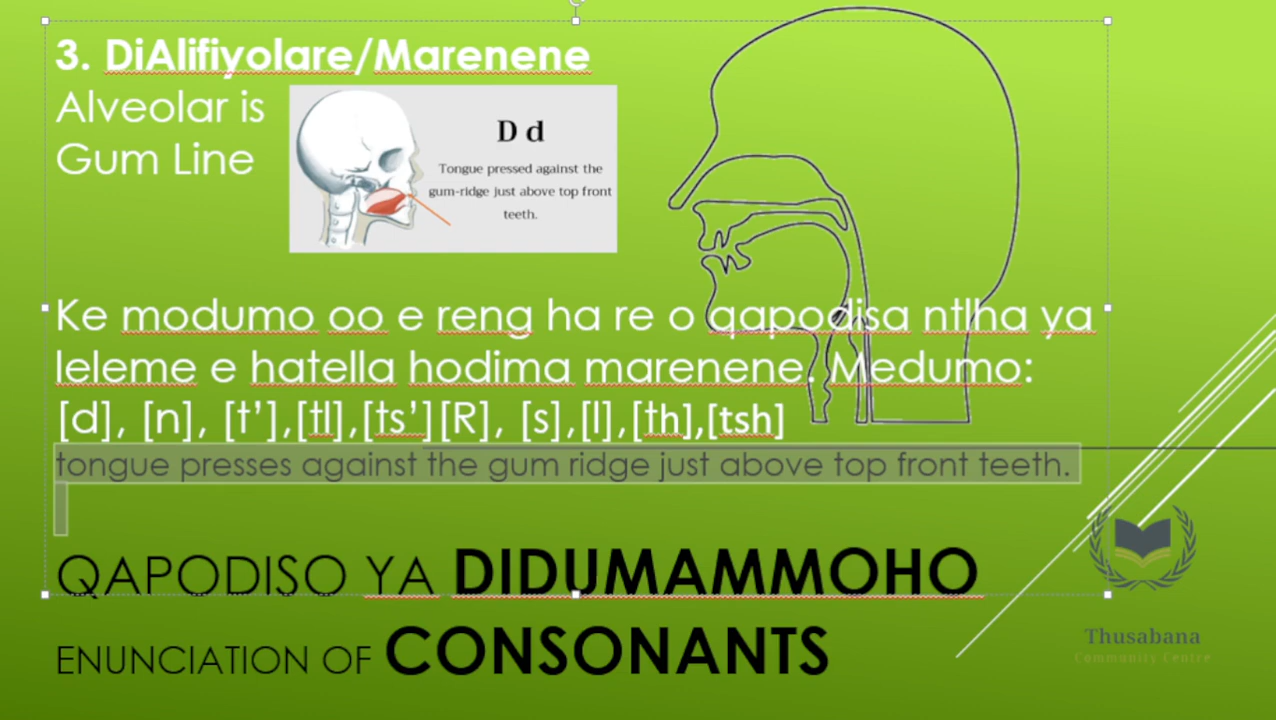 3. DiAlifiyolare/Marenene
Alveolar is
Gum Line
D d
Tongue pressed against the
gum-ridge just above top front
teeth.
Ke modumo oo e reng ha re o qapodisa ntlha ya
leleme e hatella hodima marenene. Medumo:
[d], [n], [t’],[tl],[ts’][R], [s],[l],[th],[tsh]
tongue presses against the gum ridge just above top front teeth.
QAPODISO YA DIDUMAMMOHO
ENUNCIATION OF CONSONANTS
Thusabana
Community Centre